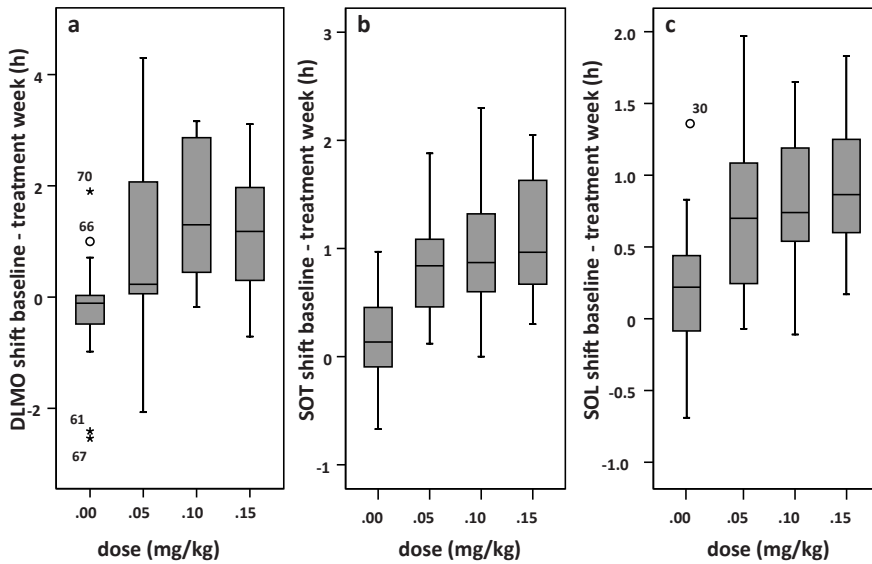 a
DLMO shift baseline - treatment week (h)
4
2
0
-2
70
66
61
67
.00 .05 .10 .15
dose (mg/kg)
b
SOT shift baseline - treatment week (h)
3
2
1
0
-1
.00 .05 .10 .15
dose (mg/kg)
c
SOL shift baseline - treatment week (h)
2.0
1.5
1.0
0.5
0
-0.5
-1.0
30
.00 .05 .10 .15
dose (mg/kg)